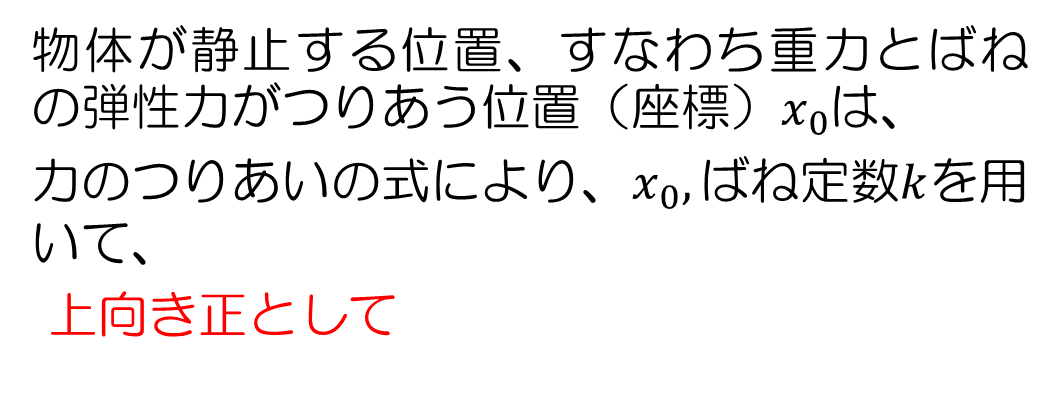 物体が静止する位置、すなわち重力とばね
の弾性力がつりあう位置（座標）𝑥₀は、
力のつりあいの式により、𝑥₀,ばね定数𝑘を用
いて、
上向き正として